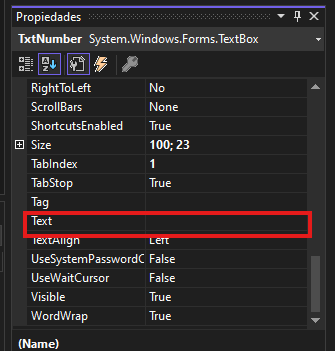 Propiedades
TxtNumber System.Windows.Forms.TextBox
RightToLeft No
ScrollBars None
ShortcutsEnabled True
Size 100; 23
TabIndex 1
TabStop True
Tag
Text
TextAlign Left
UseSystemPasswordC False
UseWaitCursor False
Visible True
WordWrap True
(Name)